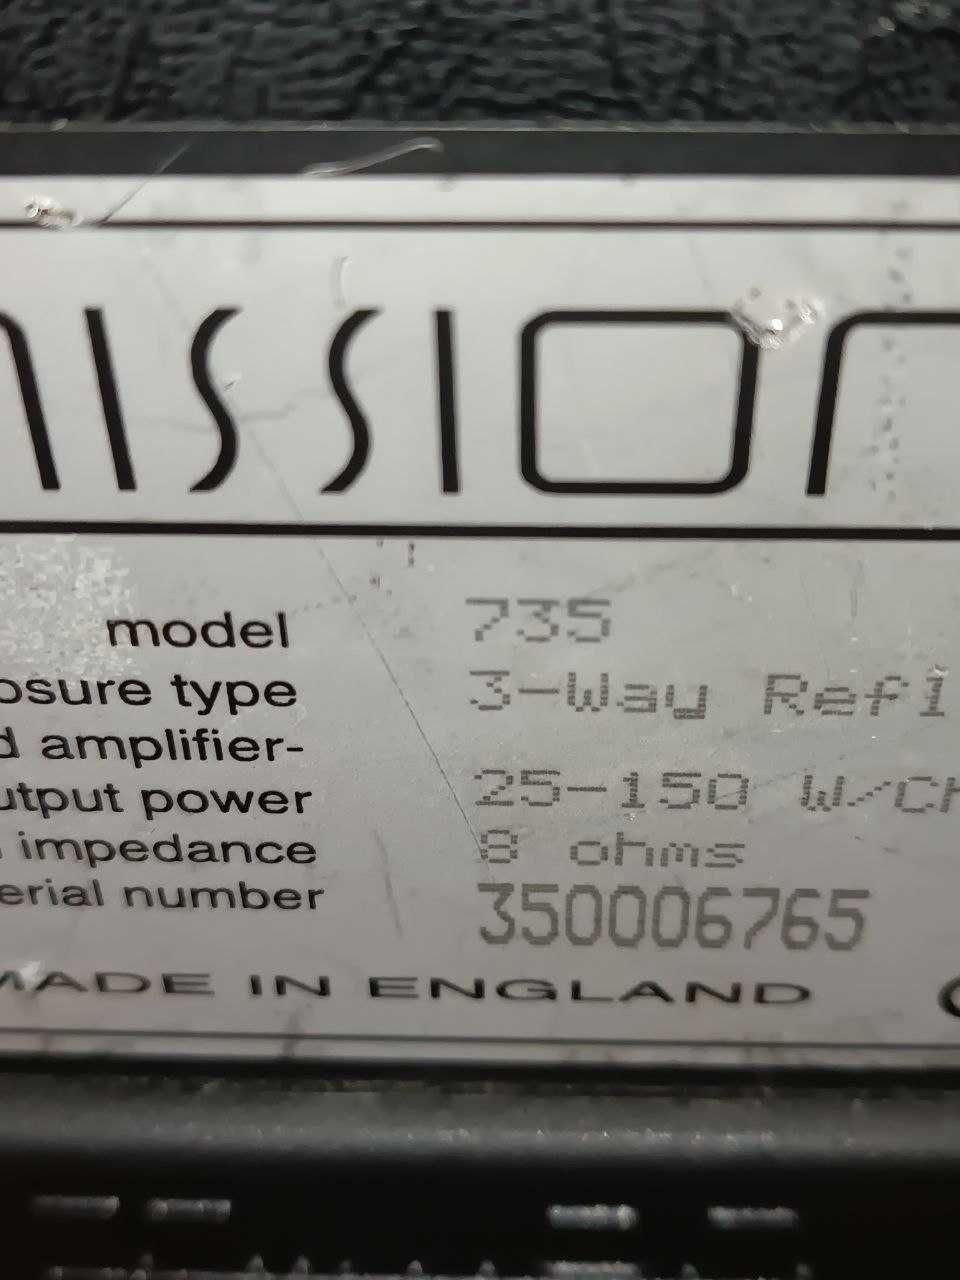 mission
model 735
osure type 3-Way Refl
d amplifier-
utput power 25-150 W/CH
impedance 8 ohms
erial number 350006765
MADE IN ENGLAND